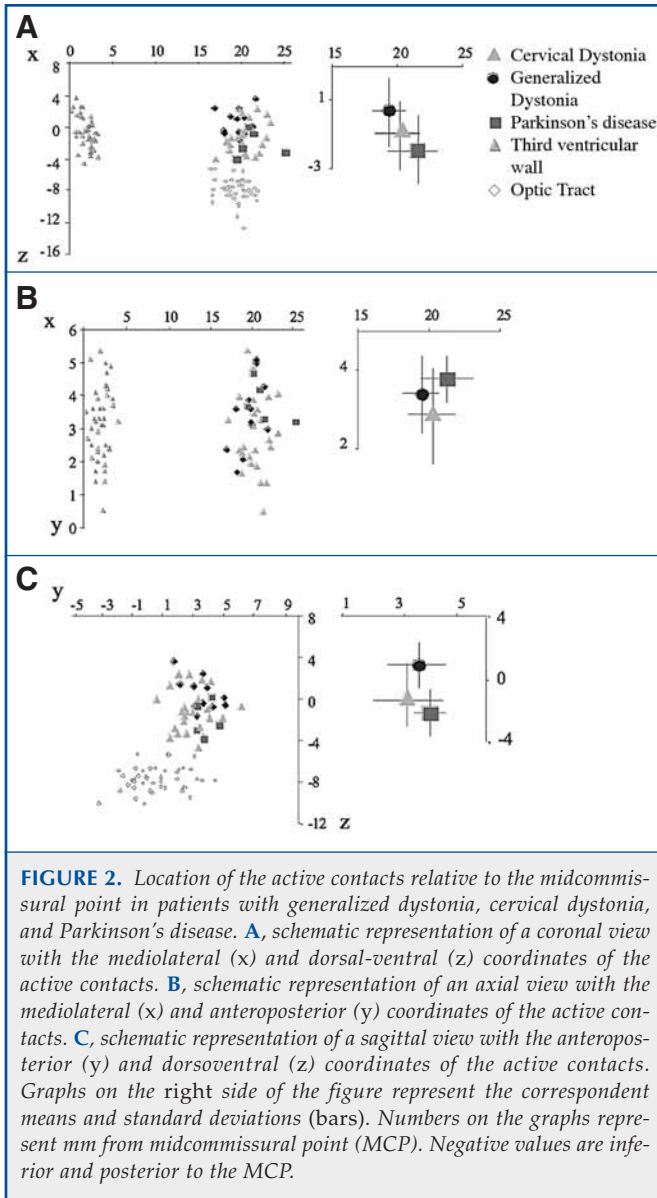 A
x
0 5 10 15 20 25
8
4
0
-4
-8
-12
-16
z
15 20 25
1
-3
Cervical Dystonia
Generalized
Dystonia
Parkinson's disease
Third ventricular
wall
Optic Tract
B
x
5 10 15 20 25
6
5
4
3
2
1
y 0
15 20 25
4
2
C
y
-5 -3 -1 1 3 5 7 9
8
4
0
-4
-8
-12 z
1 3 5
4
0
-4
FIGURE 2. Location of the active contacts relative to the midcommis-
sural point in patients with generalized dystonia, cervical dystonia,
and Parkinson's disease. A, schematic representation of a coronal view
with the mediolateral (x) and dorsal-ventral (z) coordinates of the
active contacts. B, schematic representation of an axial view with the
mediolateral (x) and anteroposterior (y) coordinates of the active con-
tacts. C, schematic representation of a sagittal view with the anteropos-
terior (y) and dorsoventral (z) coordinates of the active contacts.
Graphs on the right side of the figure represent the correspondent
means and standard deviations (bars). Numbers on the graphs repre-
sent mm from midcommissural point (MCP). Negative values are infe-
rior and posterior to the MCP.